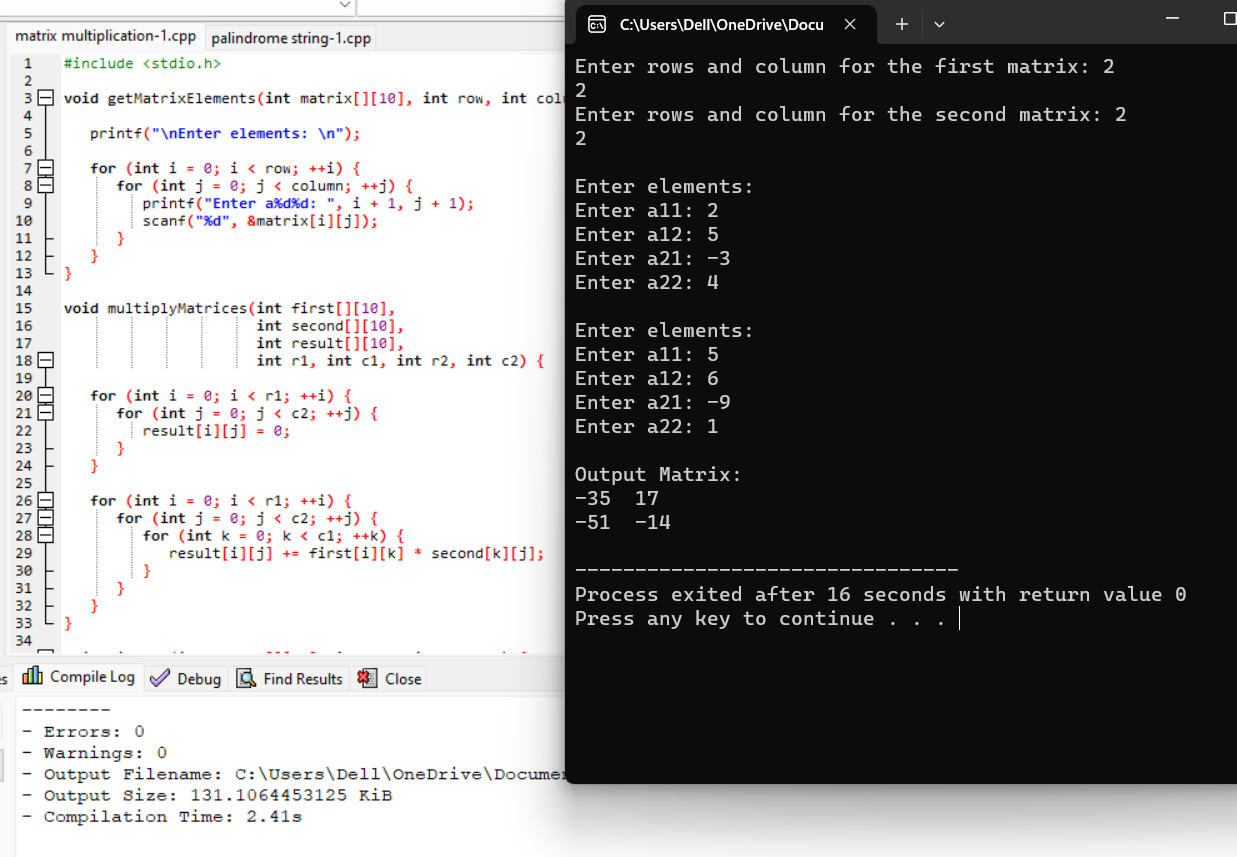 matrix multiplication-1.cpp palindrome string-1.cpp
1 #include <stdio.h>
2
3 void getMatrixElements(int matrix[][10], int row, int
4
5 printf("\nEnter elements: \n");
6
7 for (int i = 0; i < row; ++i) {
8 for (int j = 0; j < column; ++j) {
9 printf("Enter a%d%d: ", i + 1, j + 1);
10 scanf("%d", &matrix[i][j]);
11 }
12 }
13 }
14
15 void multiplyMatrices(int first[][10],
16 int second[][10],
17 int result[][10],
18 int r1, int c1, int r2, int c2) {
19
20 for (int i = 0; i < r1; ++i) {
21 for (int j = 0; j < c2; ++j) {
22 result[i][j] = 0;
23 }
24 }
25
26 for (int i = 0; i < r1; ++i) {
27 for (int j = 0; j < c2; ++j) {
28 for (int k = 0; k < c1; ++k) {
29 result[i][j] += first[i][k] * second[k][j];
30 }
31 }
32 }
33 }
34
Compile Log Debug Find Results Close
--------
- Errors: 0
- Warnings: 0
- Output Filename: C:\Users\Dell\OneDrive\Docume
- Output Size: 131.1064453125 KiB
- Compilation Time: 2.41s
C:\Users\Dell\OneDrive\Docu
Enter rows and column for the first matrix: 2
2
Enter rows and column for the second matrix: 2
2
Enter elements:
Enter a11: 2
Enter a12: 5
Enter a21: -3
Enter a22: 4
Enter elements:
Enter a11: 5
Enter a12: 6
Enter a21: -9
Enter a22: 1
Output Matrix:
-35 17
-51 -14
--------------------------------
Process exited after 16 seconds with return value 0
Press any key to continue . . .